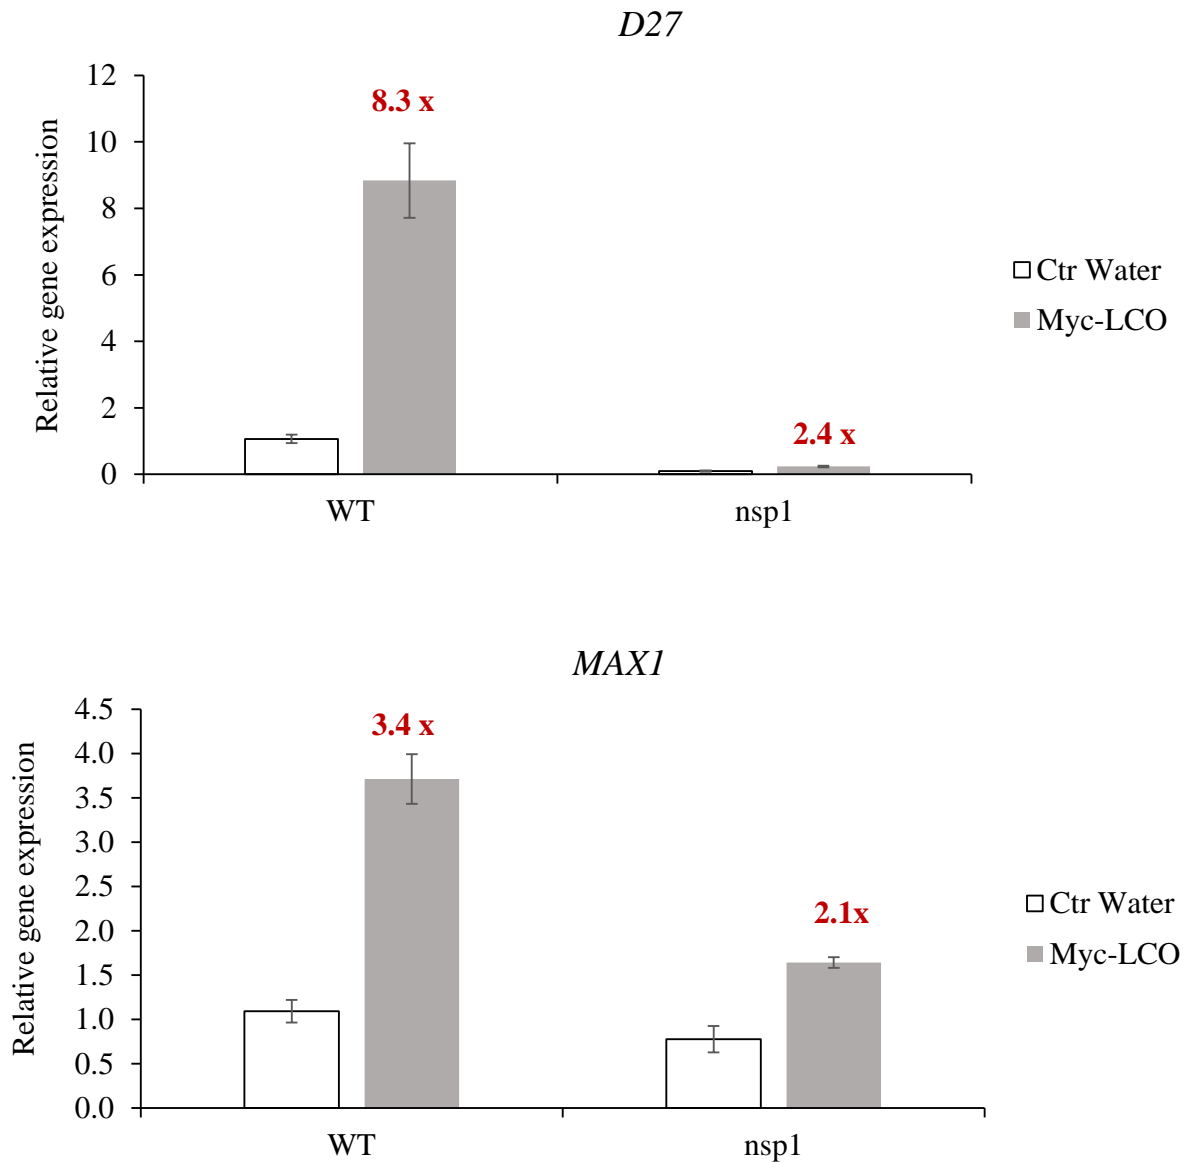 D27
Relative gene expression
12
10
8
6
4
2
0
8.3 x
2.4 x
WT
nsp1
Ctr Water
Myc-LCO
MAX1
Relative gene expression
4.5
4.0
3.5
3.0
2.5
2.0
1.5
1.0
0.5
0.0
3.4 x
2.1x
WT
nsp1
Ctr Water
Myc-LCO